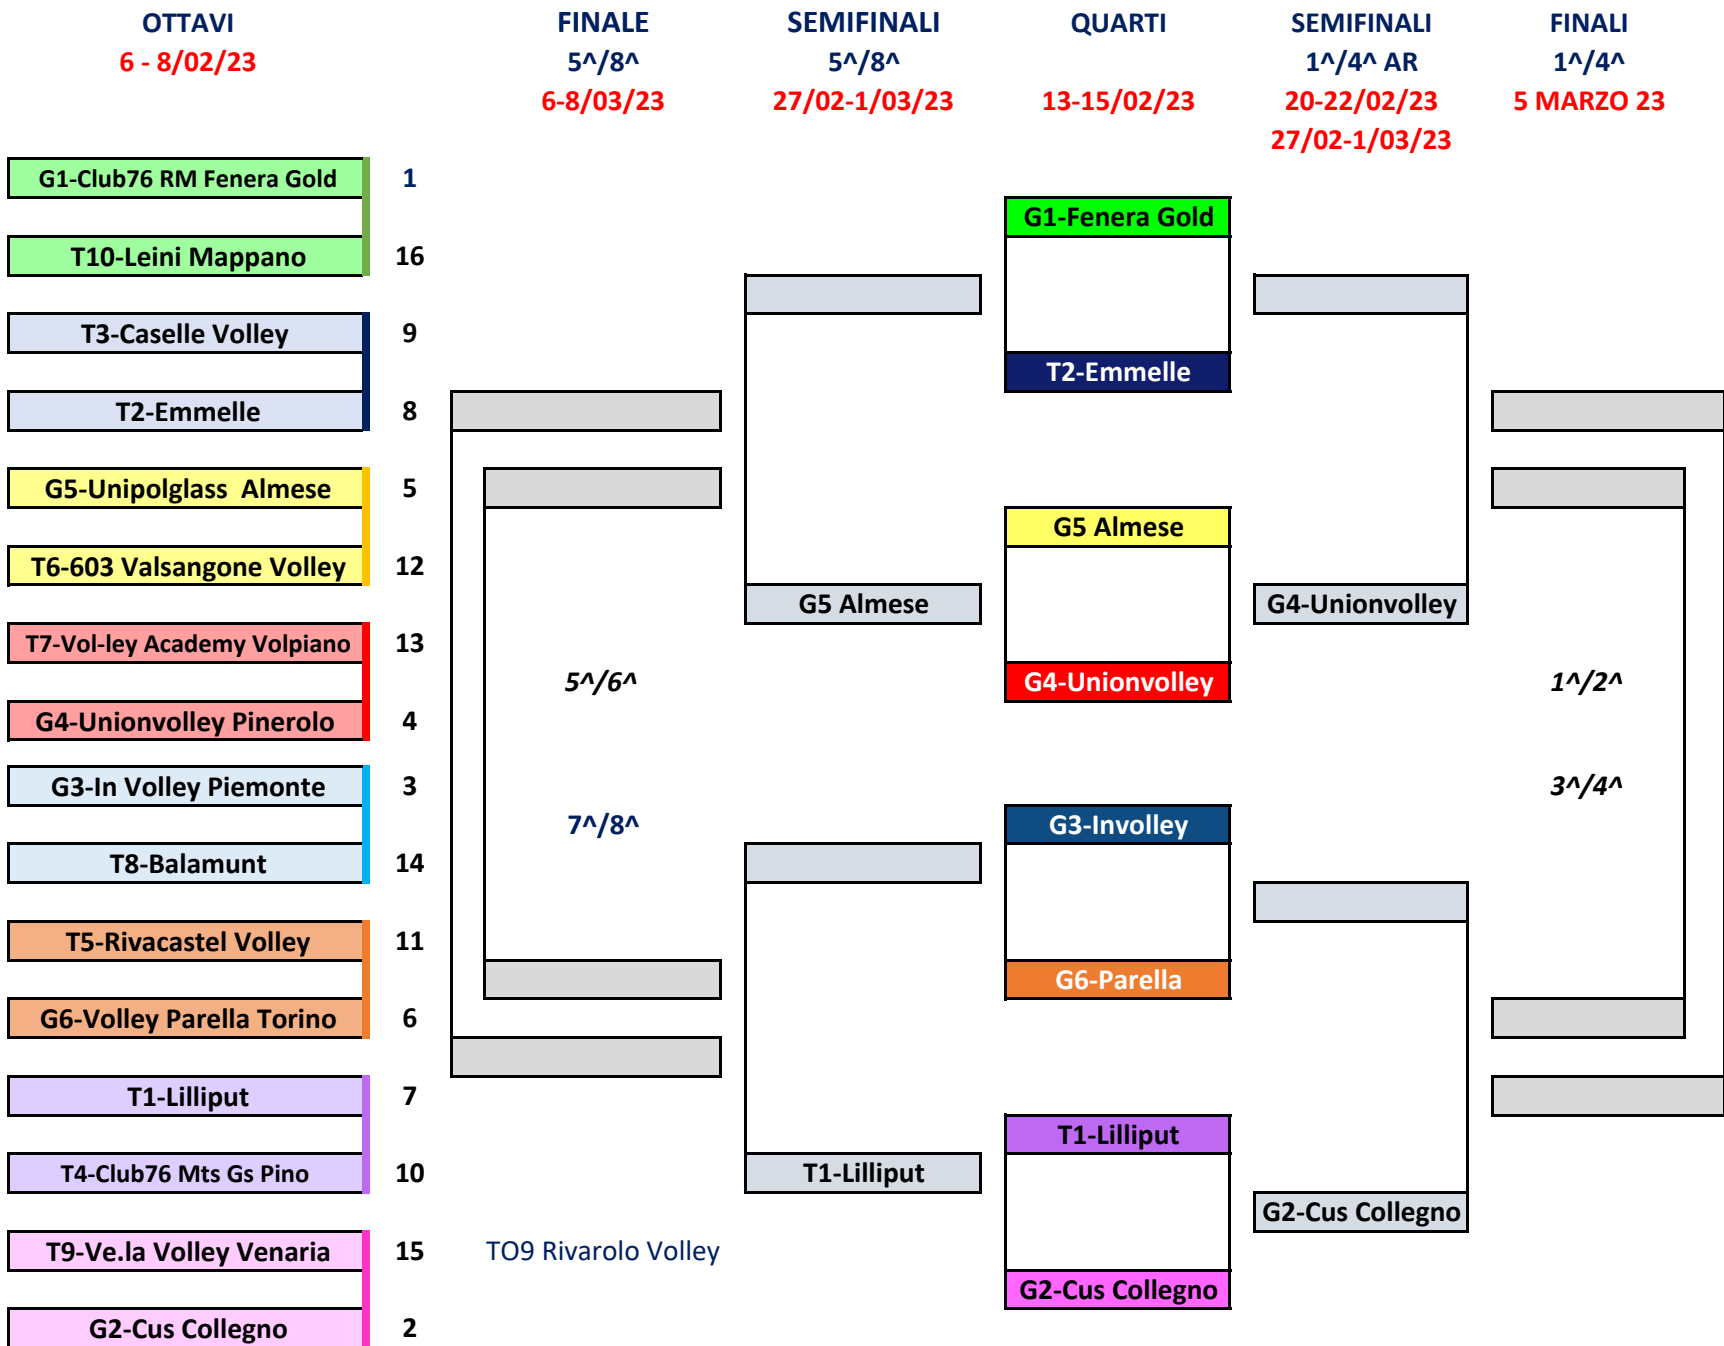 OTTAVI
6 - 8/02/23
FINALE
5^/8^
6-8/03/23
SEMIFINALI
5^/8^
27/02-1/03/23
QUARTI
13-15/02/23
SEMIFINALI
1^/4^ AR
20-22/02/23
27/02-1/03/23
FINALI
1^/4^
5 MARZO 23
G1-Club76 RM Fenera Gold 1
T10-Leini Mappano 16
T3-Caselle Volley 9
T2-Emmelle 8
G5-Unipolglass  Almese 5
T6-603 Valsangone Volley 12
T7-Vol-ley Academy Volpiano 13
G4-Unionvolley Pinerolo 4
G3-In Volley Piemonte 3
T8-Balamunt 14
T5-Rivacastel Volley 11
G6-Volley Parella Torino 6
T1-Lilliput 7
T4-Club76 Mts Gs Pino 10
T9-Ve.la Volley Venaria 15
G2-Cus Collegno 2
5^/6^
7^/8^
TO9 Rivarolo Volley
G5 Almese
T1-Lilliput
G1-Fenera Gold
T2-Emmelle
G5 Almese
G4-Unionvolley
G3-Involley
G6-Parella
T1-Lilliput
G2-Cus Collegno
G4-Unionvolley
G2-Cus Collegno
1^/2^
3^/4^